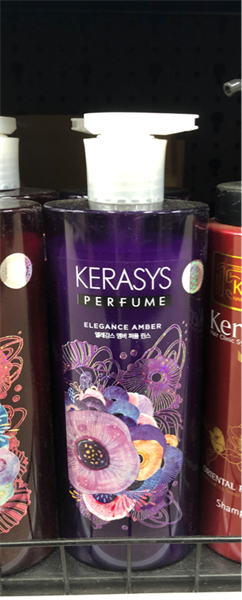 KERASYS
PERFUME
ELEGANCE AMBER
엘레강스 앰버 퍼퓸 린스
Ker
ORIENTAL
Sham